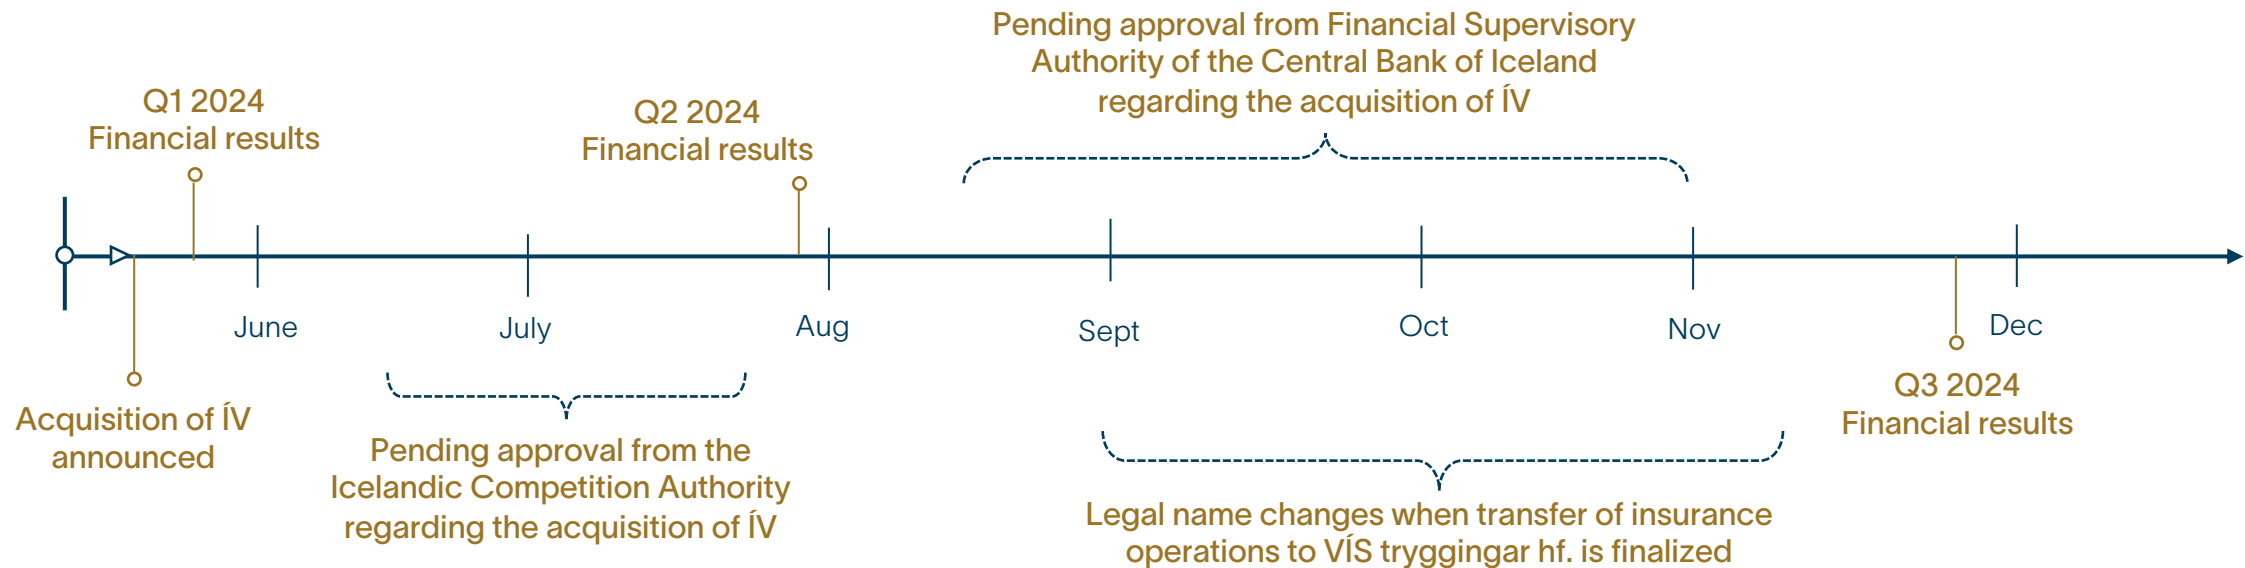 Pending approval from Financial Supervisory
Authority of the Central Bank of Iceland
regarding the acquisition of ÍV
Q1 2024
Financial results
Q2 2024
Financial results
June
July
Aug
Sept
Oct
Nov
Dec
Acquisition of ÍV
announced
Pending approval from the
Icelandic Competition Authority
regarding the acquisition of ÍV
Q3 2024
Financial results
Legal name changes when transfer of insurance
operations to VÍS tryggingar hf. is finalized